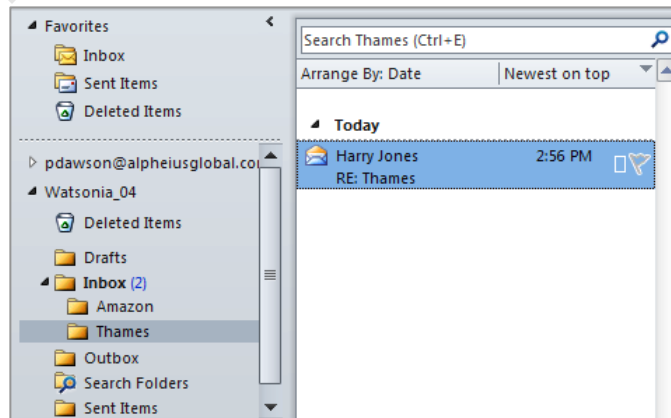 Favorites
Inbox
Sent Items
Deleted Items
pdawson@alpheiusglobal.co
Watsonia_04
Deleted Items
Drafts
Inbox (2)
Amazon
Thames
Outbox
Search Folders
Sent Items
Search Thames (Ctrl+E)
Arrange By: Date Newest on top
Today
Harry Jones 2:56 PM
RE: Thames